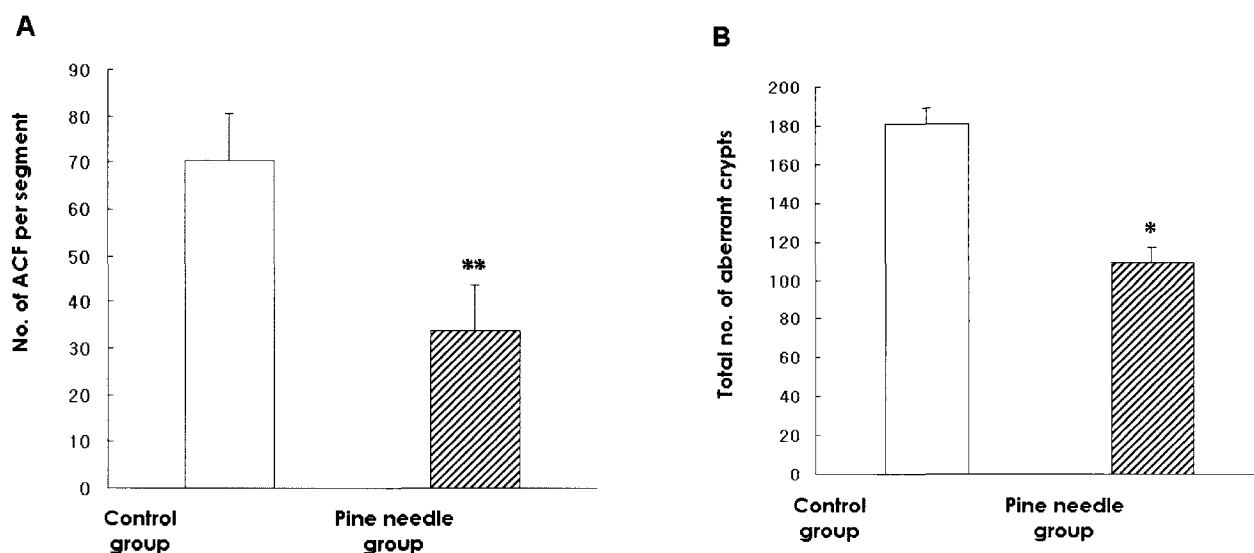 A
No. of ACF per segment
90
80
70
60
50
40
30
20
10
0
**
Control
group
Pine needle
group
B
Total no. of aberrant crypts
200
180
160
140
120
100
80
60
40
20
0
*
Control
group
Pine needle
group